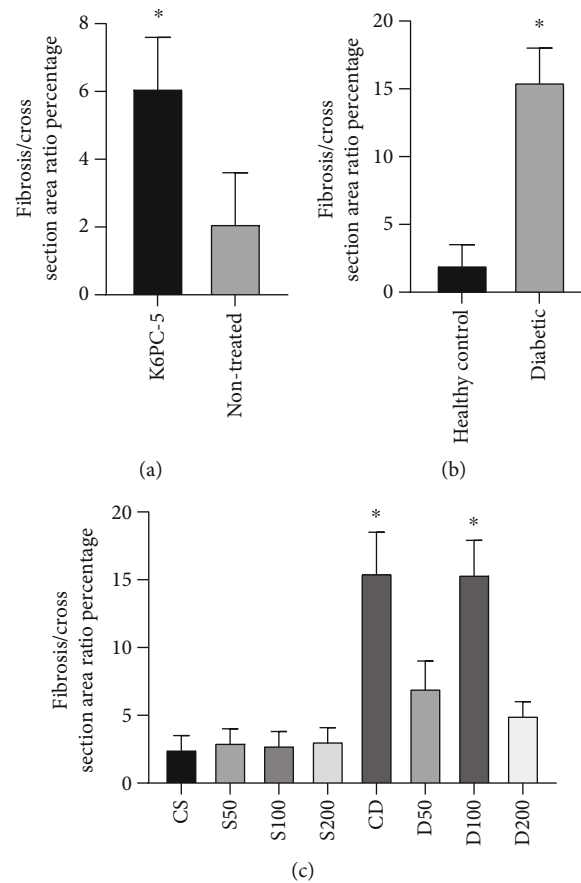 *
8
6
4
2
0
Fibrosis/cross
section area ratio percentage
K6PC-5
Non-treated
(a)
*
20
15
10
5
0
Fibrosis/cross
section area ratio percentage
Healthy control
Diabetic
(b)
* *
20
15
10
5
0
Fibrosis/cross
section area ratio percentage
CS
S50
S100
S200
CD
D50
D100
D200
(c)